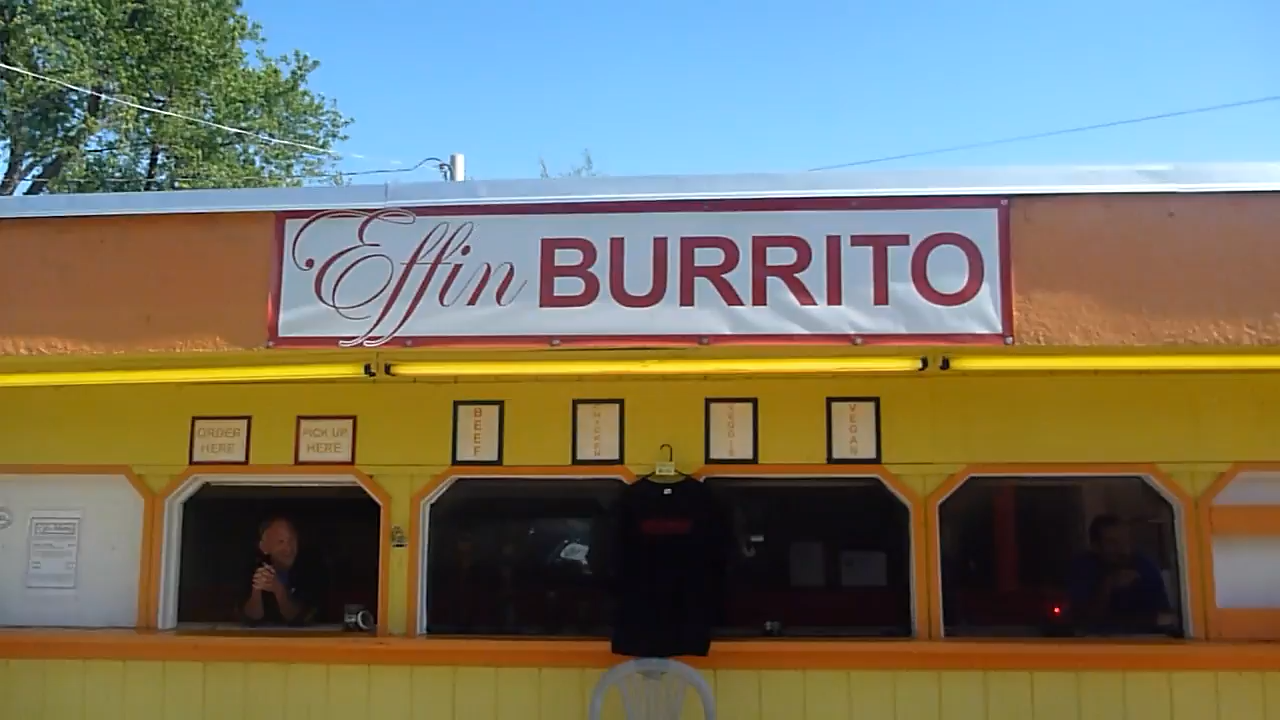 Effin BURRITO
ORDER
HERE
PICK UP
HERE
BEEF
CHICKEN
VEGGIE
VEGAN